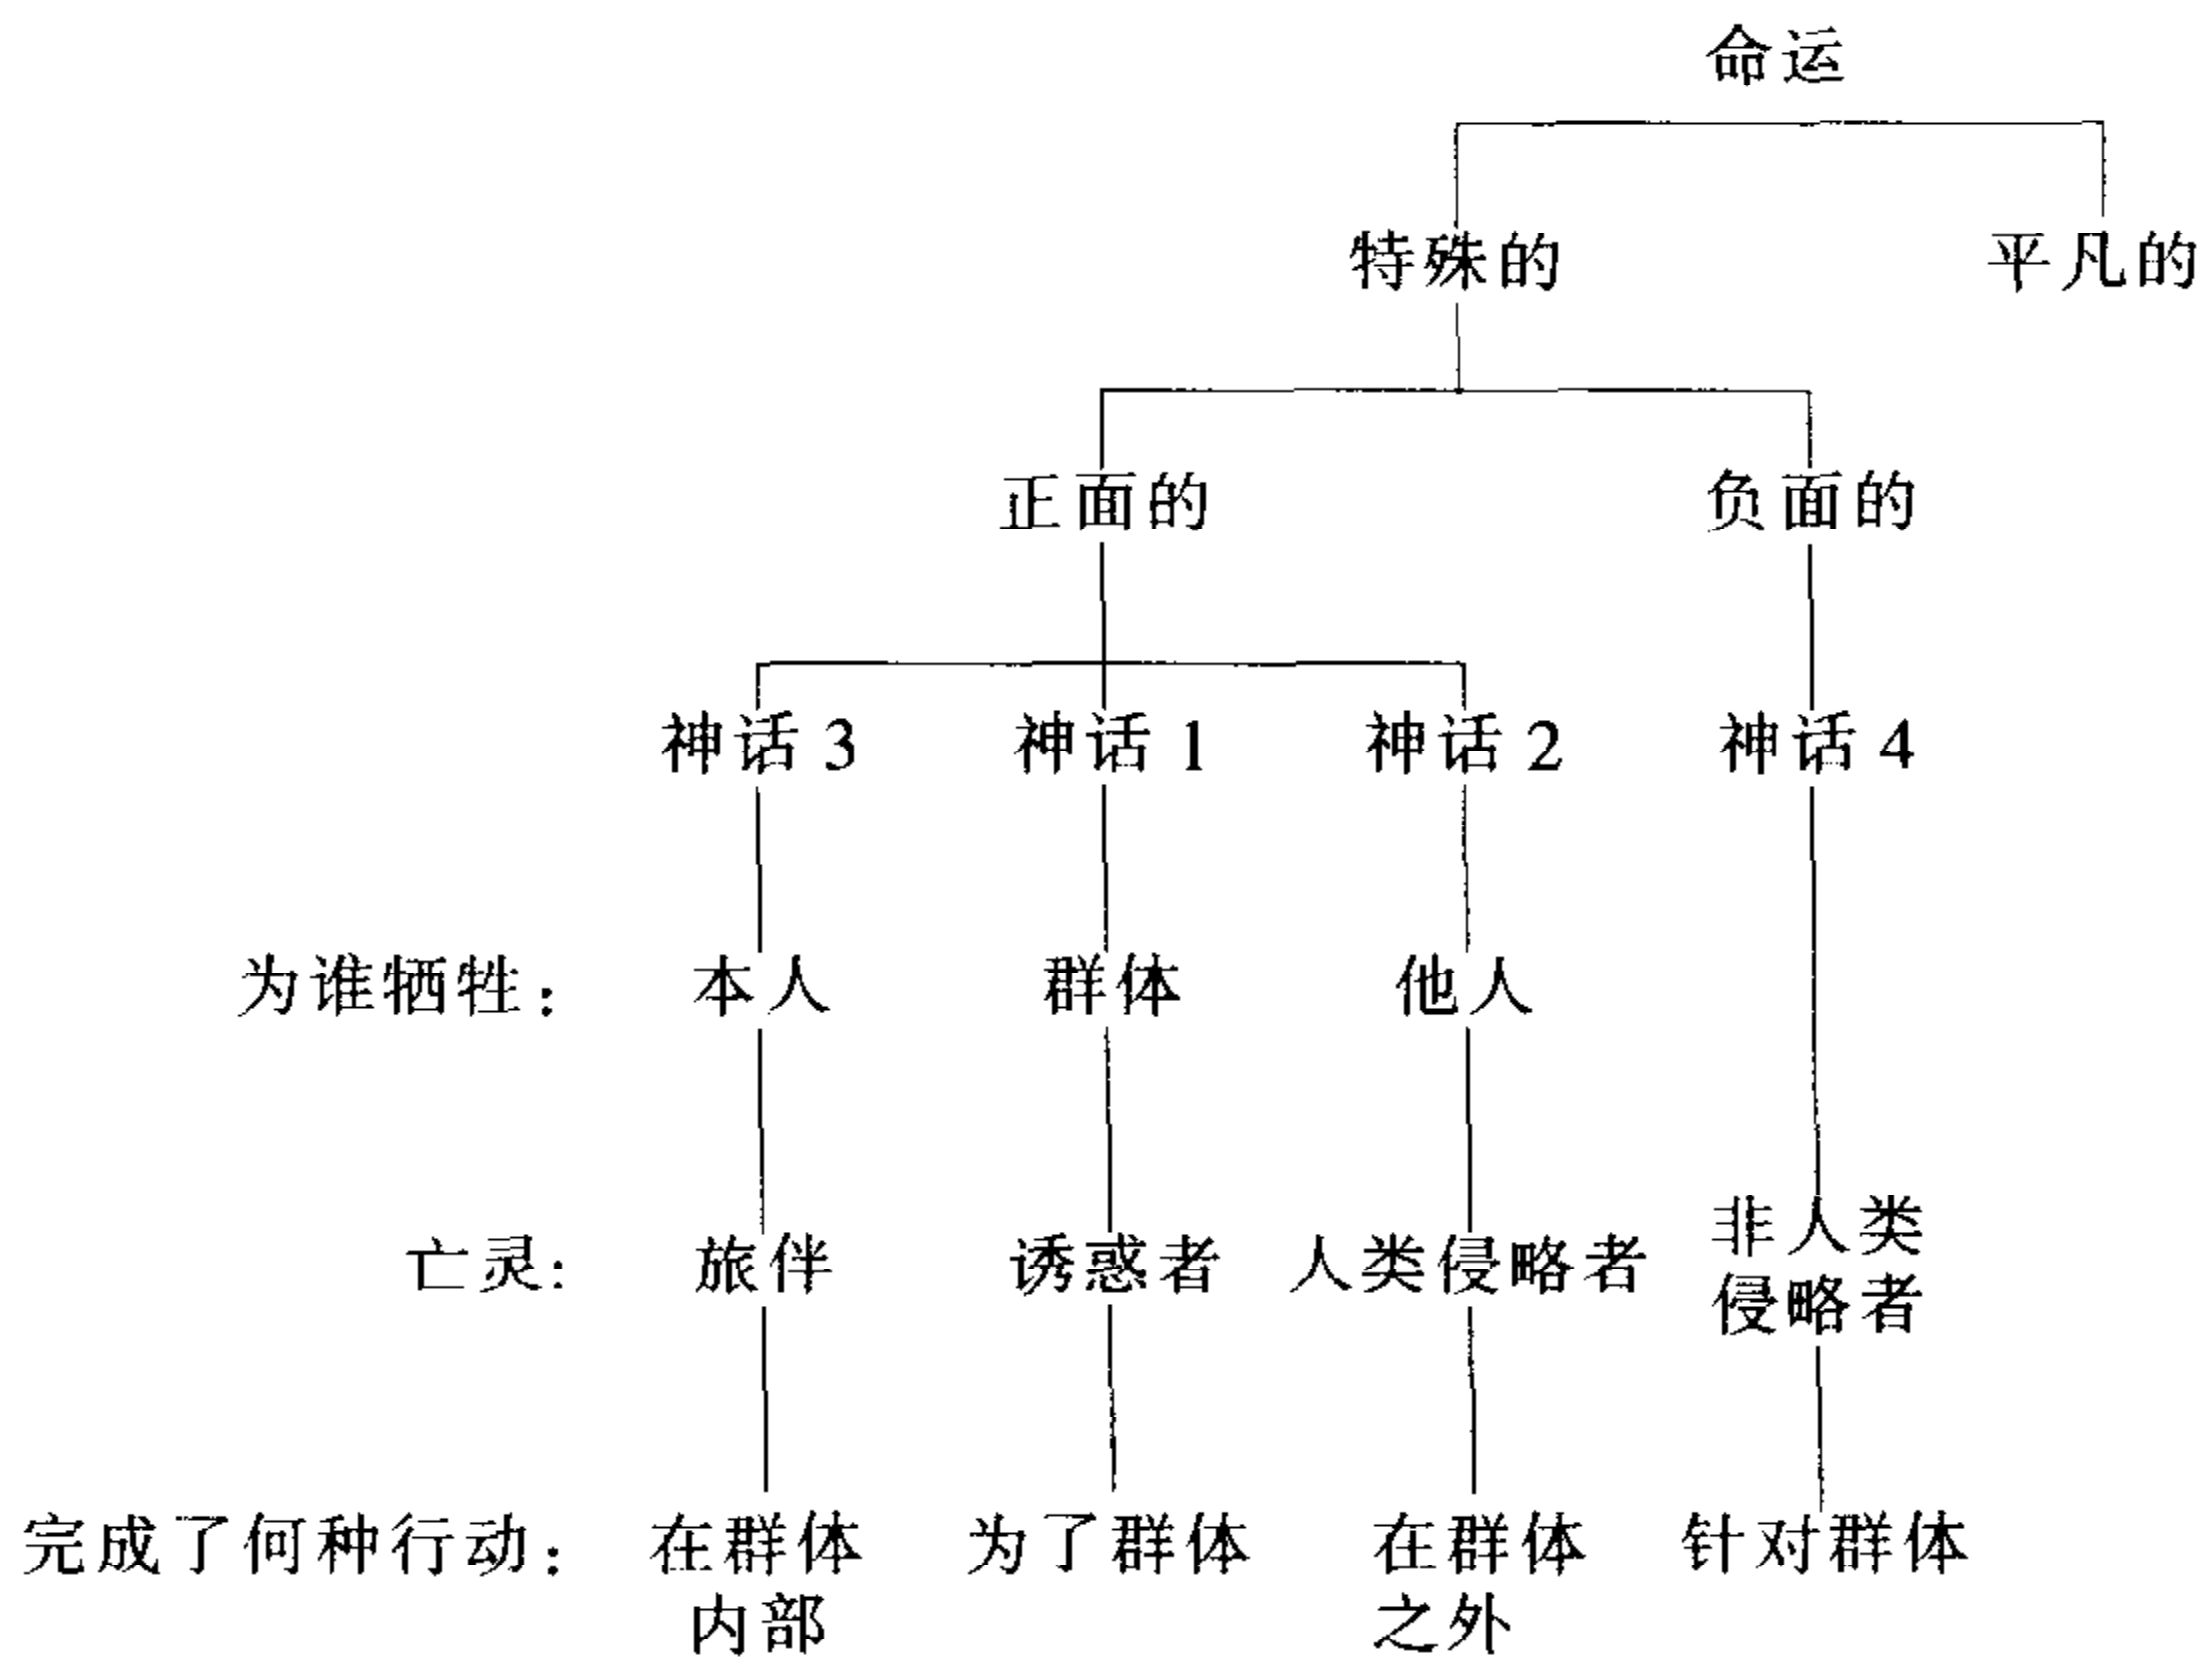 命运
特殊的 平凡的
正面的 负面的
神话 3 神话 1 神话 2 神话 4
为谁牺牲： 本人 群体 他人
亡灵： 旅伴 诱惑者 人类侵略者 非人类
侵略者
完成了何种行动： 在群体 为了群体 在群体 针对群体
内部 之外